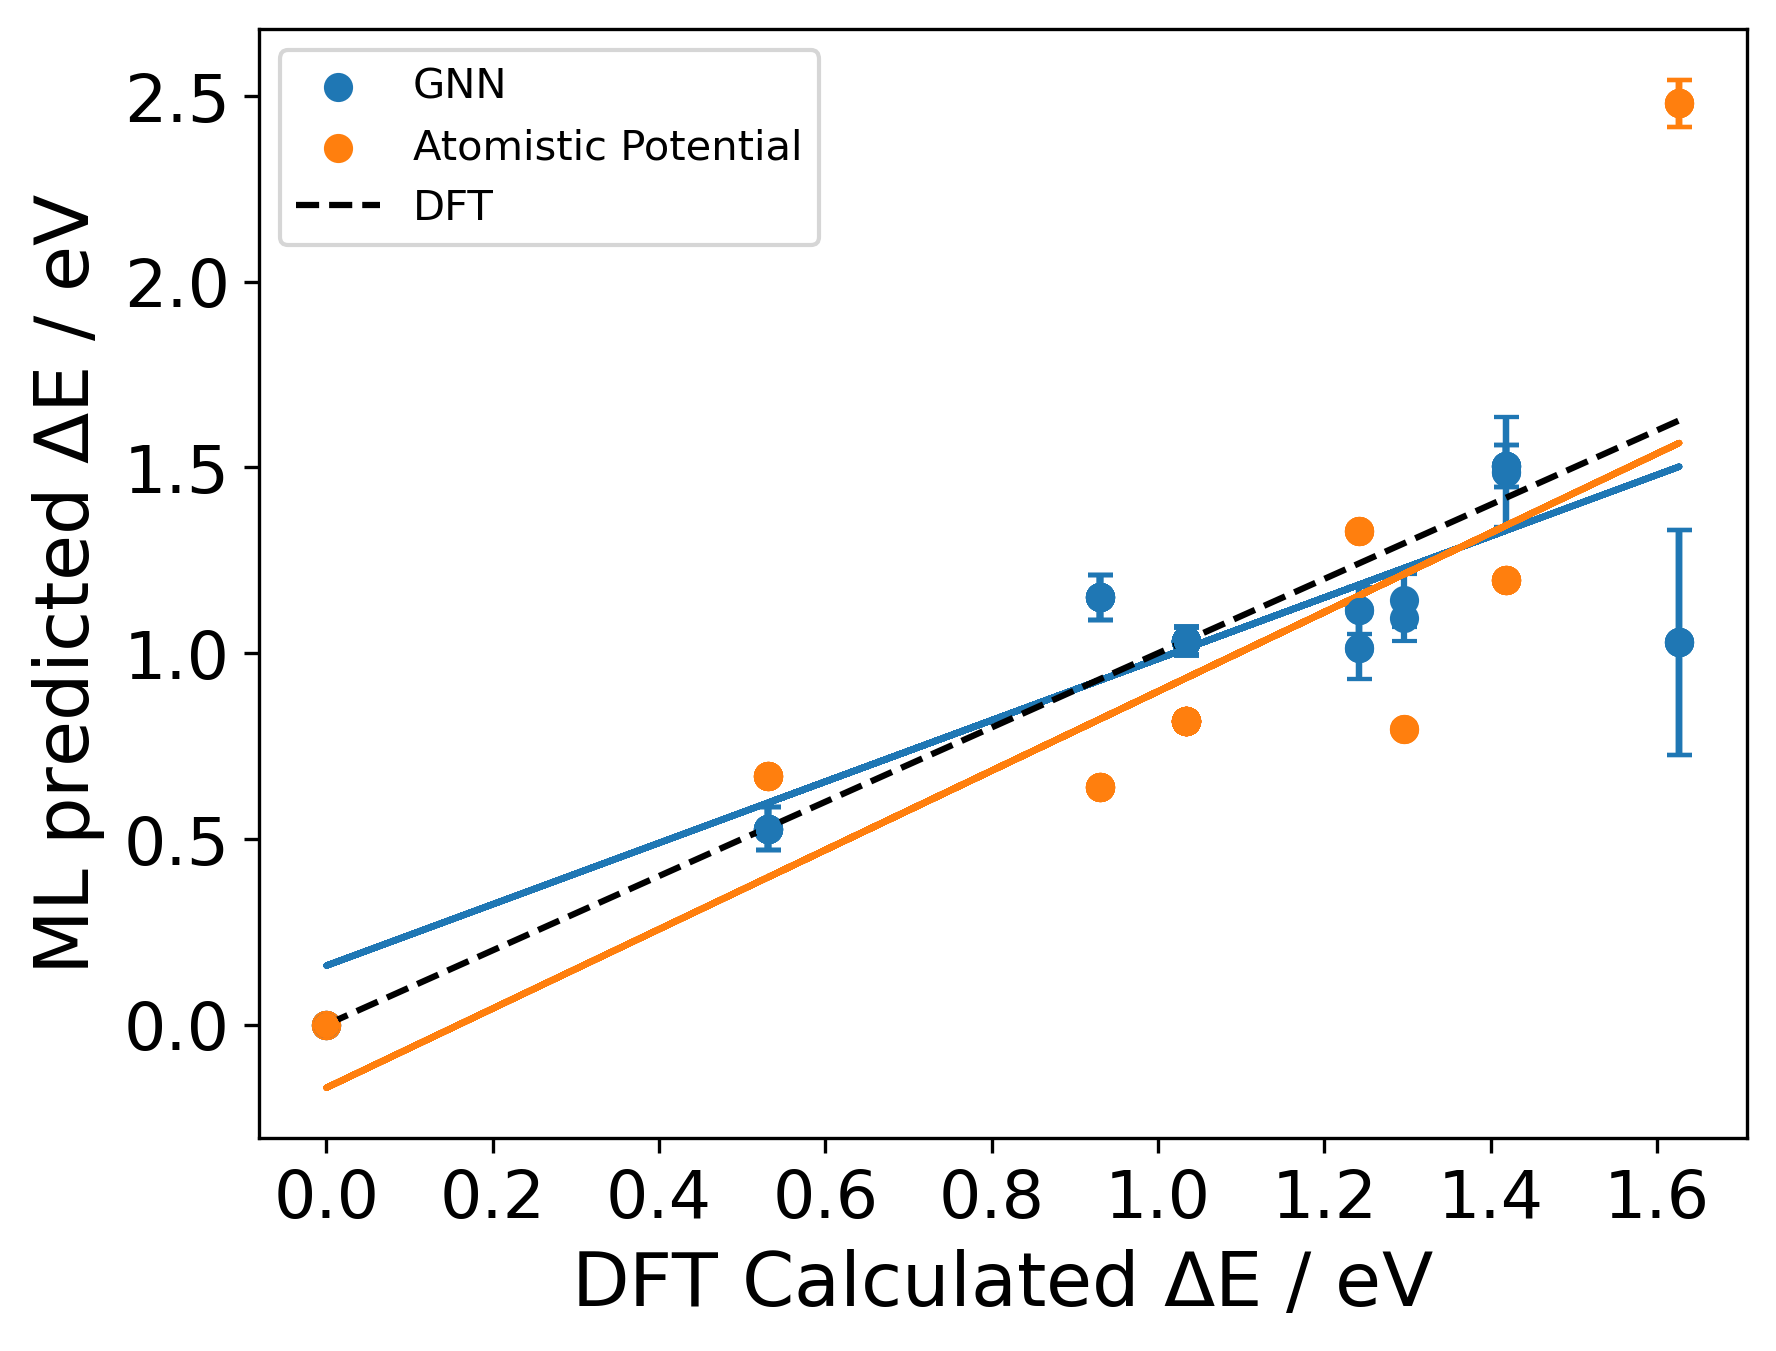 GNN
Atomistic Potential
DFT
2.5
2.0
1.5
1.0
0.5
0.0
ML predicted ΔE / eV
0.0 0.2 0.4 0.6 0.8 1.0 1.2 1.4 1.6
DFT Calculated ΔE / eV